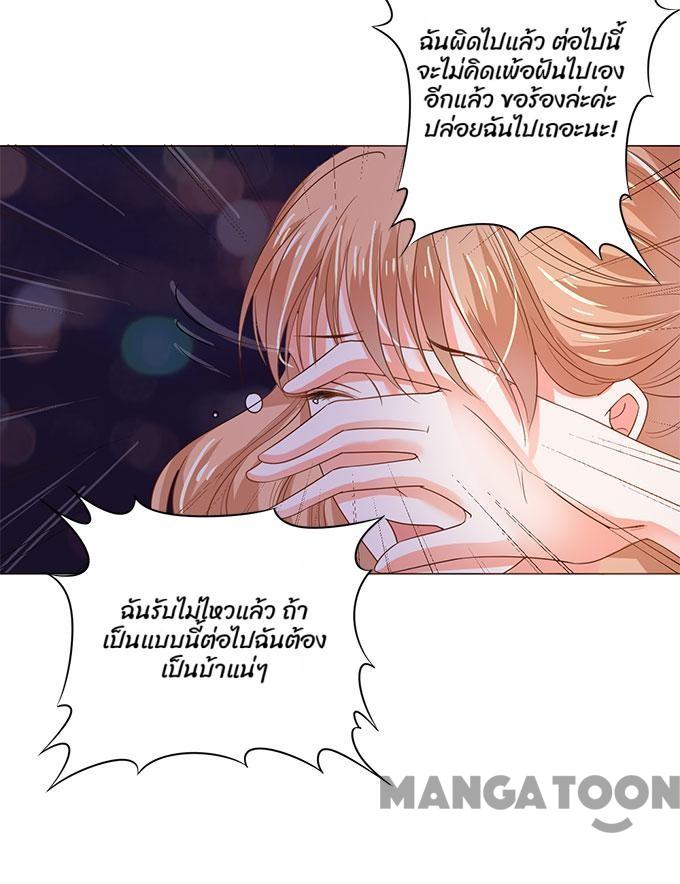 ฉันผิดไปแล้ว ต่อไปนี้
จะไม่คิดเพ้อฝันไปเอง
อีกแล้ว ขอร้องล่ะค่ะ
ปล่อยฉันไปเถอะนะ!
ฉันรับไม่ไหวแล้ว ถ้า
เป็นแบบนี้ต่อไปฉันต้อง
เป็นบ้าแน่ๆ
MANGATOON